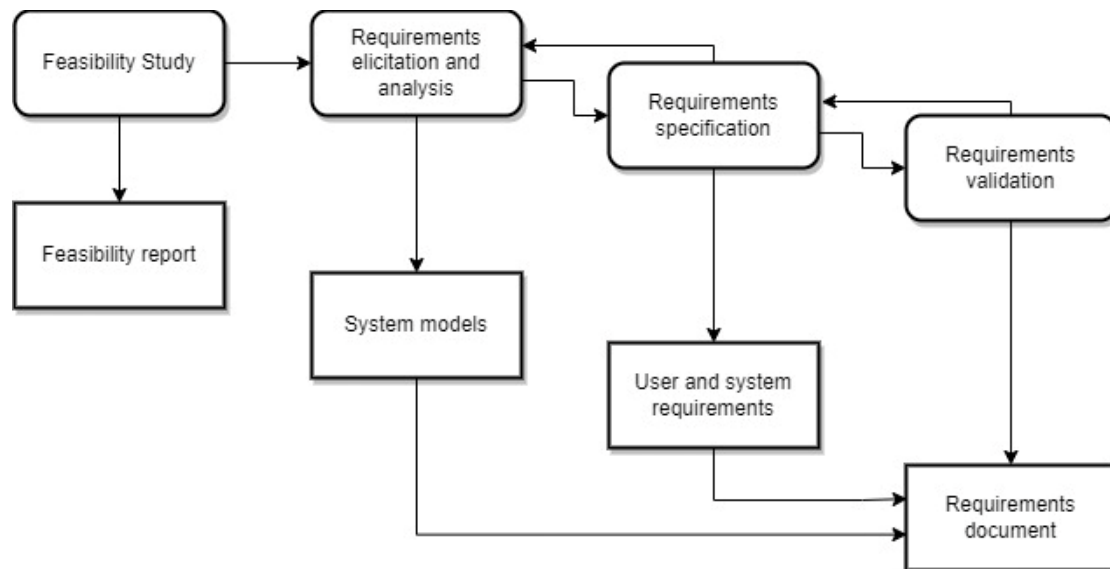 Feasibility Study
Requirements
elicitation and
analysis
Requirements
specification
Requirements
validation
Feasibility report
System models
User and system
requirements
Requirements
document